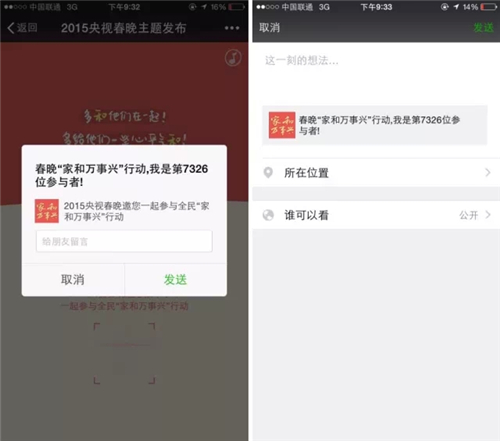 中国联通 3G 下午9:32 16%
返回 2015央视春晚主题发布
多和他们在一起!
多给他们一些心平气和!
春晚“家和万事兴”行动,我是第7326
位参与者!
家和
万事兴
2015央视春晚邀您一起参与全民“家
和万事兴”行动
给朋友留言
取消 发送
一起参与全民“家和万事兴”行动
中国联通 3G 下午9:33 14%
取消 发送
这一刻的想法...
家和
万事兴
春晚“家和万事兴”行动,我是第7326位参
与者!
所在位置
谁可以看 公开